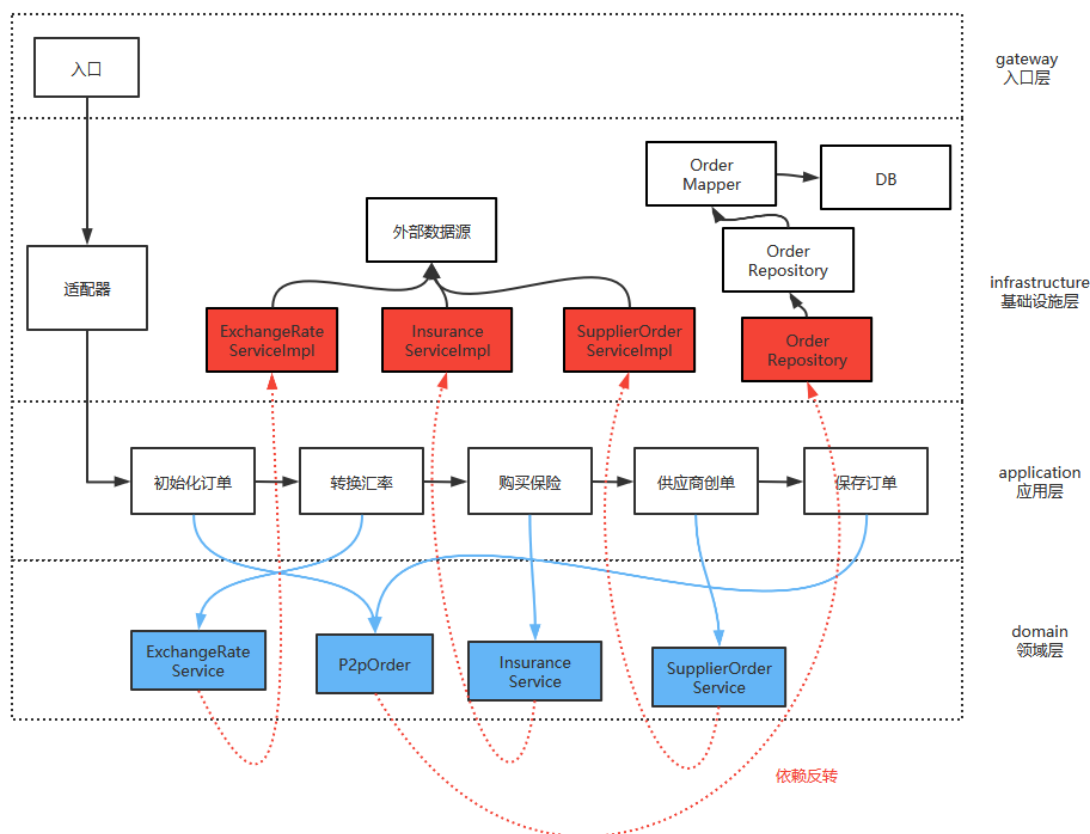 入口
gateway
入口层
Order
Mapper
DB
外部数据源
Order
Repository
适配器
infrastructure
基础设施层
ExchangeRate
ServiceImpl
Insurance
ServiceImpl
SupplierOrder
ServiceImpl
Order
Repository
初始化订单
转换汇率
购买保险
供应商创单
保存订单
application
应用层
ExchangeRate
Service
P2pOrder
Insurance
Service
SupplierOrder
Service
domain
领域层
依赖反转